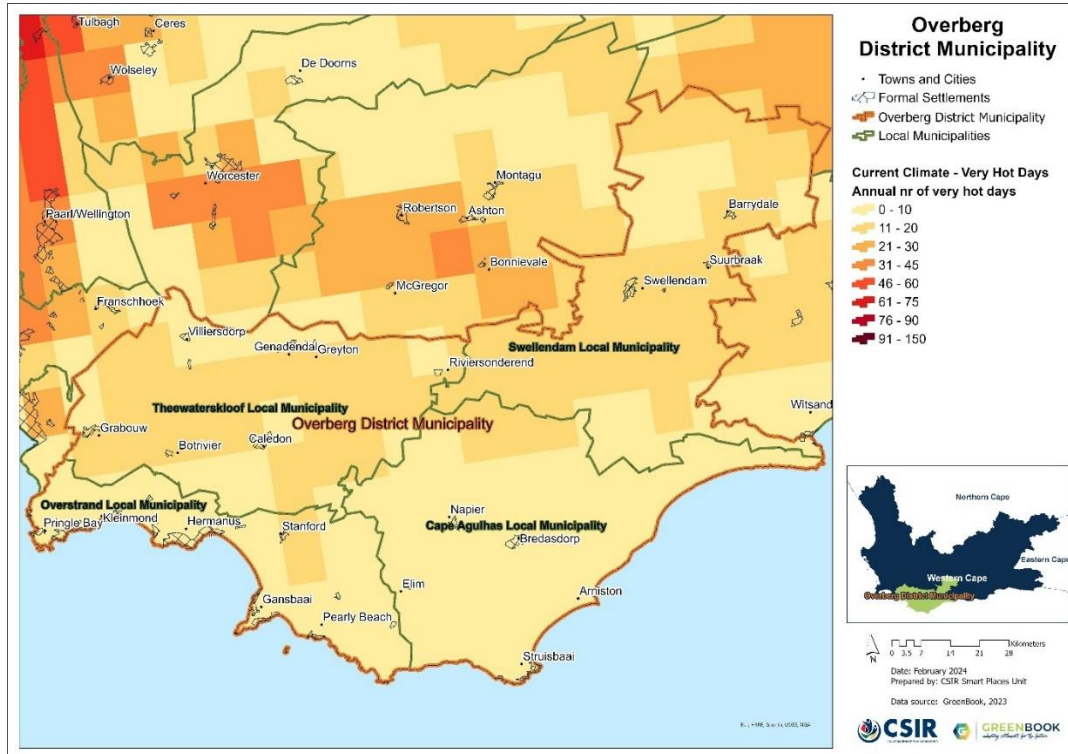 Overberg
District Municipality
Towns and Cities
Formal Settlements
Overberg District Municipality
Local Municipalities
Current Climate - Very Hot Days
Annual nr of very hot days
0 - 10
11 - 20
21 - 30
31 - 45
46 - 60
61 - 75
76 - 90
91 - 150
Tulbagh
Ceres
Wolseley
De Doorns
Worcester
Montagu
Paarl/Wellington
Robertson
Ashton
Barrydale
Bonnievale
Suurbraak
McGregor
Swellendam
Franschhoek
Villiersdorp
Genadendal
Greyton
Swellendam Local Municipality
Riviersonderend
Theewaterskloof Local Municipality
Overberg District Municipality
Witsand
Grabouw
Botrivier
Caledon
Overstrand Local Municipality
Kleinmond
Pringle Bay
Hermanus
Stanford
Napier
Cape Agulhas Local Municipality
Bredasdorp
Elim
Arniston
Gansbaai
Pearly Beach
Struisbaai
Northern Cape
Eastern Cape
Western Cape
Overberg District Municipality
N
Kilometers
0 3,5 7 14 21 28
Date: February 2024
Prepared by: CSIR Smart Places Unit
Data source: GreenBook, 2023
CSIR
GREENBOOK